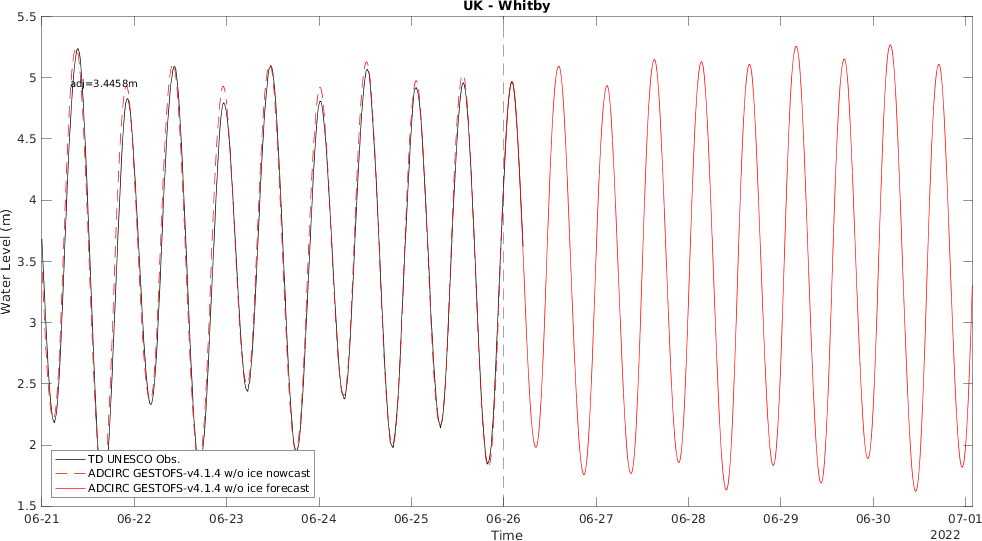 UK - Whitby
5.5
5
4.5
4
3.5
3
2.5
2
1.5
Water Level (m)
adj=3.4458m
TD UNESCO Obs.
ADCIRC GESTOFS-v4.1.4 w/o ice nowcast
ADCIRC GESTOFS-v4.1.4 w/o ice forecast
06-21 06-22 06-23 06-24 06-25 06-26 06-27 06-28 06-29 06-30 07-01
Time
2022